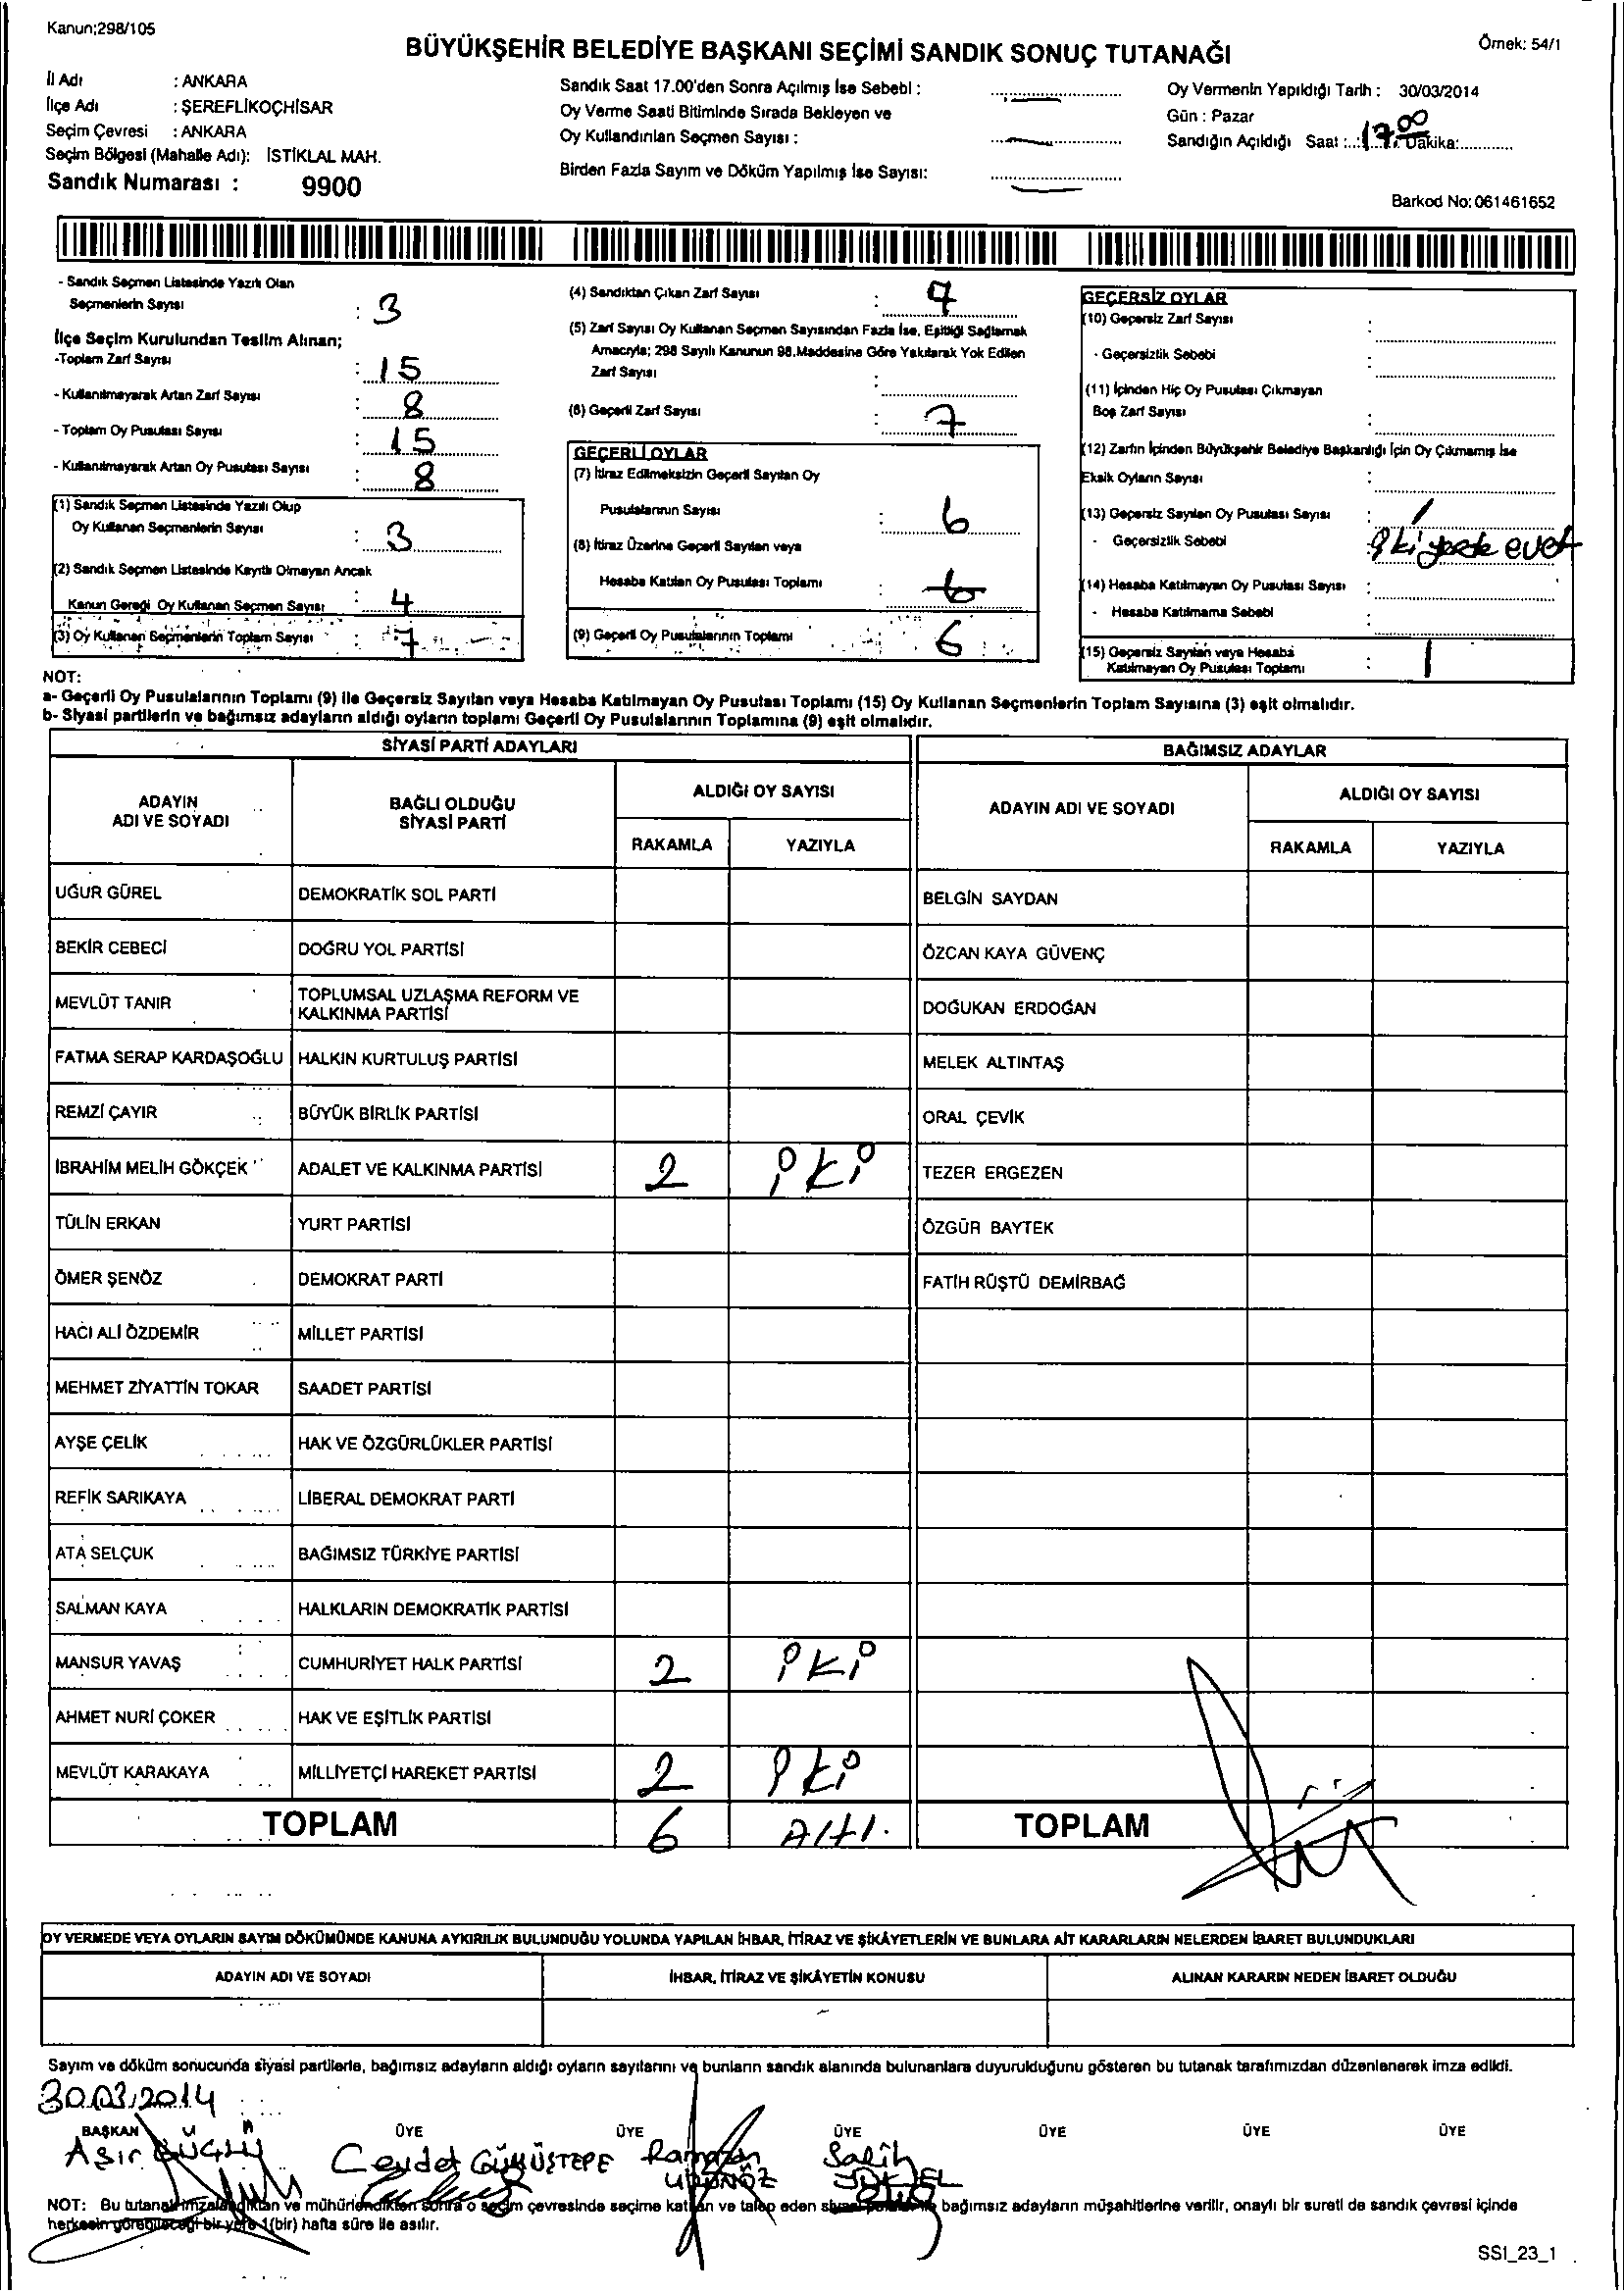 Kanun;298/105
BÜYÜKŞEHİR BELEDİYE BAŞKANI SEÇİMİ SANDIK SONUÇ TUTANAĞI
Örnek: 54/1
İl Adı : ANKARA
İlçe Adı : ŞEREFLİKOÇHİSAR
Seçim Çevresi : ANKARA
Seçim Bölgesi (Mahalle Adı): İSTİKLAL MAH.
Sandık Numarası : 9900
Sandık Saat 17.00'den Sonra Açılmış İse Sebebi :
Oy Verme Saati Bitiminde Sırada Bekleyen ve
Oy Kullandırılan Seçmen Sayısı :
Birden Fazla Sayım ve Döküm Yapılmış İse Sayısı:
Oy Vermenin Yapıldığı Tarih : 30/03/2014
Gün : Pazar
Sandığın Açıldığı Saat : 17.00 Dakika:
Barkod No: 061461652
- Sandık Seçmen Listesinde Yazılı Olan
Seçmenlerin Sayısı : 3
İlçe Seçim Kurulundan Teslim Alınan;
-Toplam Zarf Sayısı : 15
- Kullanılmayarak Artan Zarf Sayısı : 8
- Toplam Oy Pusulası Sayısı : 15
- Kullanılmayarak Artan Oy Pusulası Sayısı : 8
(1) Sandık Seçmen Listesinde Yazılı Olup
Oy Kullanan Seçmenlerin Sayısı : 3
(2) Sandık Seçmen Listesinde Kayıtlı Olmayan Ancak
Kanun Gereği Oy Kullanan Seçmen Sayısı : 4
(3) Oy Kullanan Seçmenlerin Toplam Sayısı : 7
(4) Sandıktan Çıkan Zarf Sayısı : 7
(5) Zarf Sayısı Oy Kullanan Seçmen Sayısından Fazla İse, Eşitliği Sağlamak
Amacıyla; 298 Sayılı Kanunun 98.Maddesine Göre Yakılarak Yok Edilen
Zarf Sayısı :
(6) Geçerli Zarf Sayısı : 7
GEÇERLİ OYLAR
(7) İtiraz Edilmeksizin Geçerli Sayılan Oy
Pusulalarının Sayısı : 6
(8) İtiraz Üzerine Geçerli Sayılan veya
Hesaba Katılan Oy Pusulası Toplamı : 6
(9) Geçerli Oy Pusulalarının Toplamı : 6
GEÇERSİZ OYLAR
(10) Geçersiz Zarf Sayısı :
- Geçersizlik Sebebi :
(11) İçinden Hiç Oy Pusulası Çıkmayan
Boş Zarf Sayısı :
(12) Zarfın İçinden Büyükşehir Belediye Başkanlığı İçin Oy Çıkmamış İse
Eksik Oyların Sayısı :
(13) Geçersiz Sayılan Oy Pusulası Sayısı : 1
- Geçersizlik Sebebi : iki yerde evet
(14) Hesaba Katılmayan Oy Pusulası Sayısı :
- Hesaba Katılmama Sebebi :
(15) Geçersiz Sayılan veya Hesaba
Katılmayan Oy Pusulası Toplamı : 1
NOT:
a- Geçerli Oy Pusulalarının Toplamı (9) ile Geçersiz Sayılan veya Hesaba Katılmayan Oy Pusulası Toplamı (15) Oy Kullanan Seçmenlerin Toplam Sayısına (3) eşit olmalıdır.
b- Siyasi partilerin ve bağımsız adayların aldığı oyların toplamı Geçerli Oy Pusulalarının Toplamına (9) eşit olmalıdır.
SİYASİ PARTİ ADAYLARI
ADAYIN ADI VE SOYADI BAĞLI OLDUĞU SİYASİ PARTİ ALDIĞI OY SAYISI
RAKAMLA YAZIYLA
UĞUR GÜREL DEMOKRATİK SOL PARTİ
BEKİR CEBECİ DOĞRU YOL PARTİSİ
MEVLÜT TANIR TOPLUMSAL UZLAŞMA REFORM VE KALKINMA PARTİSİ
FATMA SERAP KARDAŞOĞLU HALKIN KURTULUŞ PARTİSİ
REMZİ ÇAYIR BÜYÜK BİRLİK PARTİSİ
İBRAHİM MELİH GÖKÇEK ADALET VE KALKINMA PARTİSİ 2 iki
TÜLİN ERKAN YURT PARTİSİ
ÖMER ŞENÖZ DEMOKRAT PARTİ
HACI ALİ ÖZDEMİR MİLLET PARTİSİ
MEHMET ZİYATTİN TOKAR SAADET PARTİSİ
AYŞE ÇELİK HAK VE ÖZGÜRLÜKLER PARTİSİ
REFİK SARIKAYA LİBERAL DEMOKRAT PARTİ
ATA SELÇUK BAĞIMSIZ TÜRKİYE PARTİSİ
SALMAN KAYA HALKLARIN DEMOKRATİK PARTİSİ
MANSUR YAVAŞ CUMHURİYET HALK PARTİSİ 2 iki
AHMET NURİ ÇOKER HAK VE EŞİTLİK PARTİSİ
MEVLÜT KARAKAYA MİLLİYETÇİ HAREKET PARTİSİ 2 iki
TOPLAM 6 Altı.
BAĞIMSIZ ADAYLAR
ADAYIN ADI VE SOYADI ALDIĞI OY SAYISI
RAKAMLA YAZIYLA
BELGİN SAYDAN
ÖZCAN KAYA GÜVENÇ
DOĞUKAN ERDOĞAN
MELEK ALTINTAŞ
ORAL ÇEVİK
TEZER ERGEZEN
ÖZGÜR BAYTEK
FATİH RÜŞTÜ DEMİRBAĞ
TOPLAM
OY VERMEDE VEYA OYLARIN SAYIM DÖKÜMÜNDE KANUNA AYKIRILIK BULUNDUĞU YOLUNDA YAPILAN İHBAR, İTİRAZ VE ŞİKÂYETLERİN VE BUNLARA AİT KARARLARIN NELERDEN İBARET BULUNDUKLARI
ADAYIN ADI VE SOYADI İHBAR, İTİRAZ VE ŞİKÂYETİN KONUSU ALINAN KARARIN NEDEN İBARET OLDUĞU
Sayım ve döküm sonucunda siyasi partilerle, bağımsız adayların aldığı oyların sayılarını ve bunların sandık alanında bulunanlara duyurulduğunu gösteren bu tutanak tarafımızdan düzenlenerek imza edildi.
30.03.2014
BAŞKAN ÜYE ÜYE ÜYE ÜYE ÜYE ÜYE
Aşır GÜÇLÜ Cevdet GÜMÜŞTEPE Ramazan Salih
NOT: Bu tutanak imzalandıktan ve mühürlendikten sonra o seçim çevresinde seçime katılan ve talep eden siyasi partilerle bağımsız adayların müşahitlerine verilir, onaylı bir sureti de sandık çevresi içinde
herkesin görebileceği bir yere 1(bir) hafta süre ile asılır.
SSI_23_1